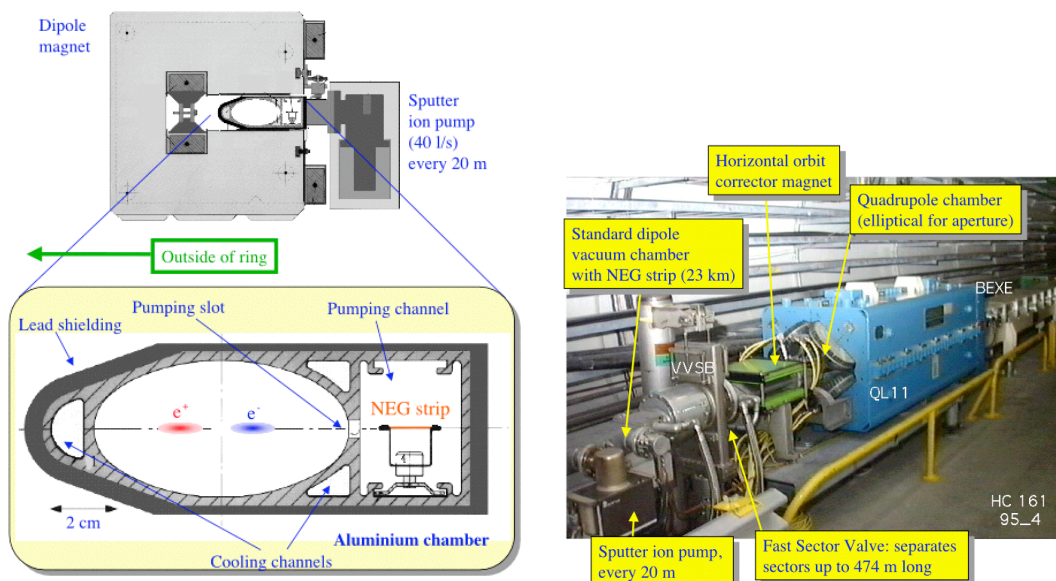 Dipole
magnet
Sputter
ion pump
(40 l/s)
every 20 m
Outside of ring
Pumping slot
Lead shielding
Pumping channel
NEG strip
e+
e-
2 cm
Aluminium chamber
Cooling channels
Horizontal orbit
corrector magnet
Quadrupole chamber
(elliptical for aperture)
Standard dipole
vacuum chamber
with NEG strip (23 km)
BEXE
VVSB
QL11
HC 161
95_4
Sputter ion pump,
every 20 m
Fast Sector Valve: separates
sectors up to 474 m long